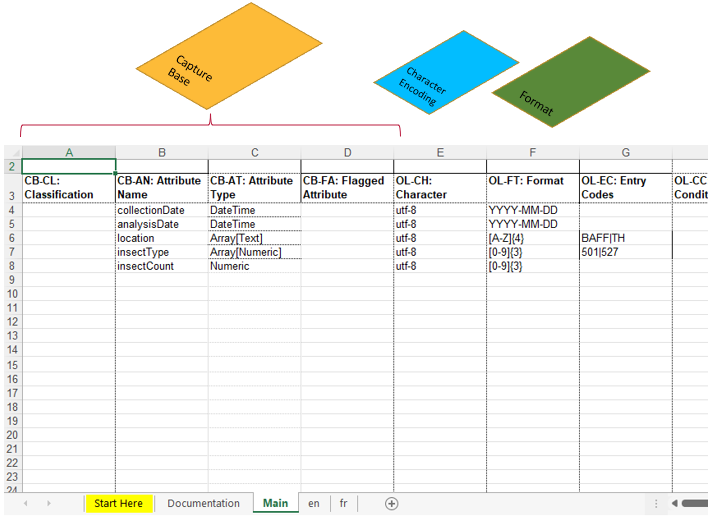 Capture
Base
Character
Encoding
Format
A B C D E F G
2
3 CB-CL: Classification CB-AN: Attribute Name CB-AT: Attribute Type CB-FA: Flagged Attribute OL-CH: Character OL-FT: Format OL-EC: Entry Codes OL-CC Condit
4 collectionDate DateTime utf-8 YYYY-MM-DD
5 analysisDate DateTime utf-8 YYYY-MM-DD
6 location Array[Text] utf-8 [A-Z]{4} BAFF|TH
7 insectType Array[Numeric] utf-8 [0-9]{3} 501|527
8 insectCount Numeric utf-8 [0-9]{3}
9
10
11
12
13
14
15
16
17
18
19
20
21
22
23
24
Start Here Documentation Main en fr